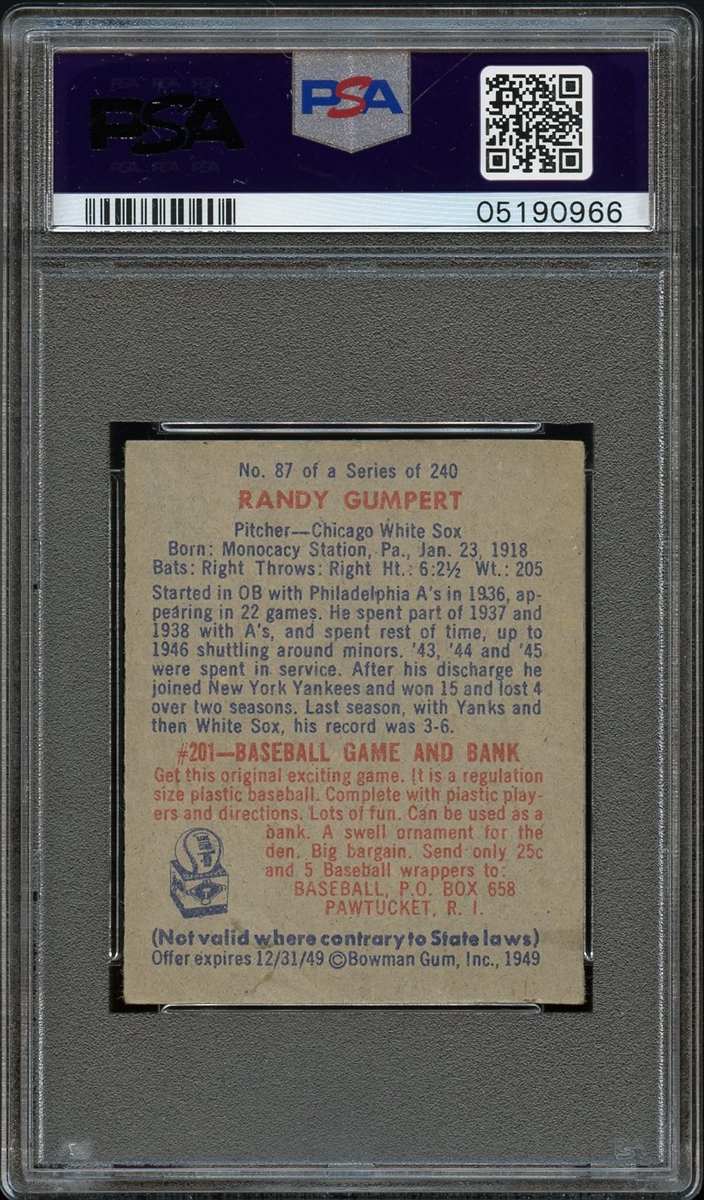 PSA PSA PSA
PSA
PSA PSA PSA
PSA
05190966
No. 87 of a Series of 240
RANDY GUMPERT
Pitcher—Chicago White Sox
Born: Monocacy Station, Pa., Jan. 23, 1918
Bats: Right Throws: Right Ht.: 6:2½ Wt.: 205
Started in OB with Philadelphia A's in 1936, ap-
pearing in 22 games. He spent part of 1937 and
1938 with A's, and spent rest of time, up to
1946 shuttling around minors. '43, '44 and '45
were spent in service. After his discharge he
joined New York Yankees and won 15 and lost 4
over two seasons. Last season, with Yanks and
then White Sox, his record was 3-6.
#201—BASEBALL GAME AND BANK
Get this original exciting game. It is a regulation
size plastic baseball. Complete with plastic play-
ers and directions. Lots of fun. Can be used as a
bank. A swell ornament for the
den. Big bargain. Send only 25c
and 5 Baseball wrappers to:
BASEBALL, P.O. BOX 658
PAWTUCKET, R. I.
(Not valid where contrary to State laws)
Offer expires 12/31/49 ©Bowman Gum, Inc., 1949